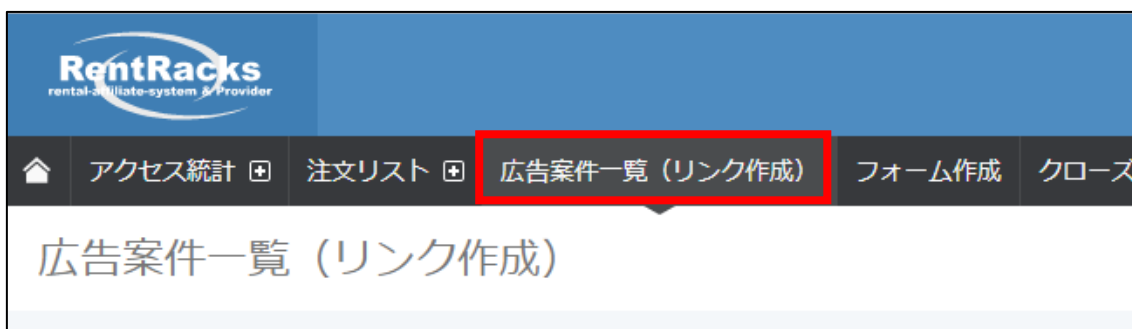 RentRacks
rental-affiliate-system & Provider
アクセス統計 注文リスト 広告案件一覧（リンク作成） フォーム作成 クローズ
広告案件一覧（リンク作成）